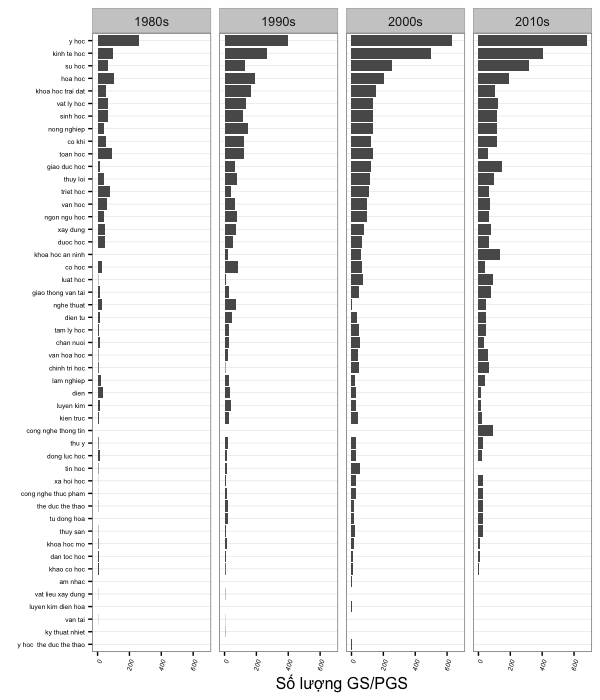 1980s 1990s 2000s 2010s
y hoc
kinh te hoc
su hoc
hoa hoc
khoa hoc trai dat
vat ly hoc
sinh hoc
nong nghiep
co khi
toan hoc
giao duc hoc
thuy loi
triet hoc
van hoc
ngon ngu hoc
xay dung
duoc hoc
khoa hoc an ninh
co hoc
luat hoc
giao thong van tai
nghe thuat
dien tu
tam ly hoc
chan nuoi
van hoa hoc
chinh tri hoc
lam nghiep
dien
luyen kim
kien truc
cong nghe thong tin
thu y
dong luc hoc
tin hoc
xa hoi hoc
cong nghe thuc pham
the duc the thao
tu dong hoa
thuy san
khoa hoc mo
dan toc hoc
khao co hoc
am nhac
vat lieu xay dung
luyen kim dien hoa
van tai
ky thuat nhiet
y hoc the duc the thao
0 200 400 600 0 200 400 600 0 200 400 600 0 200 400 600
Số lượng GS/PGS